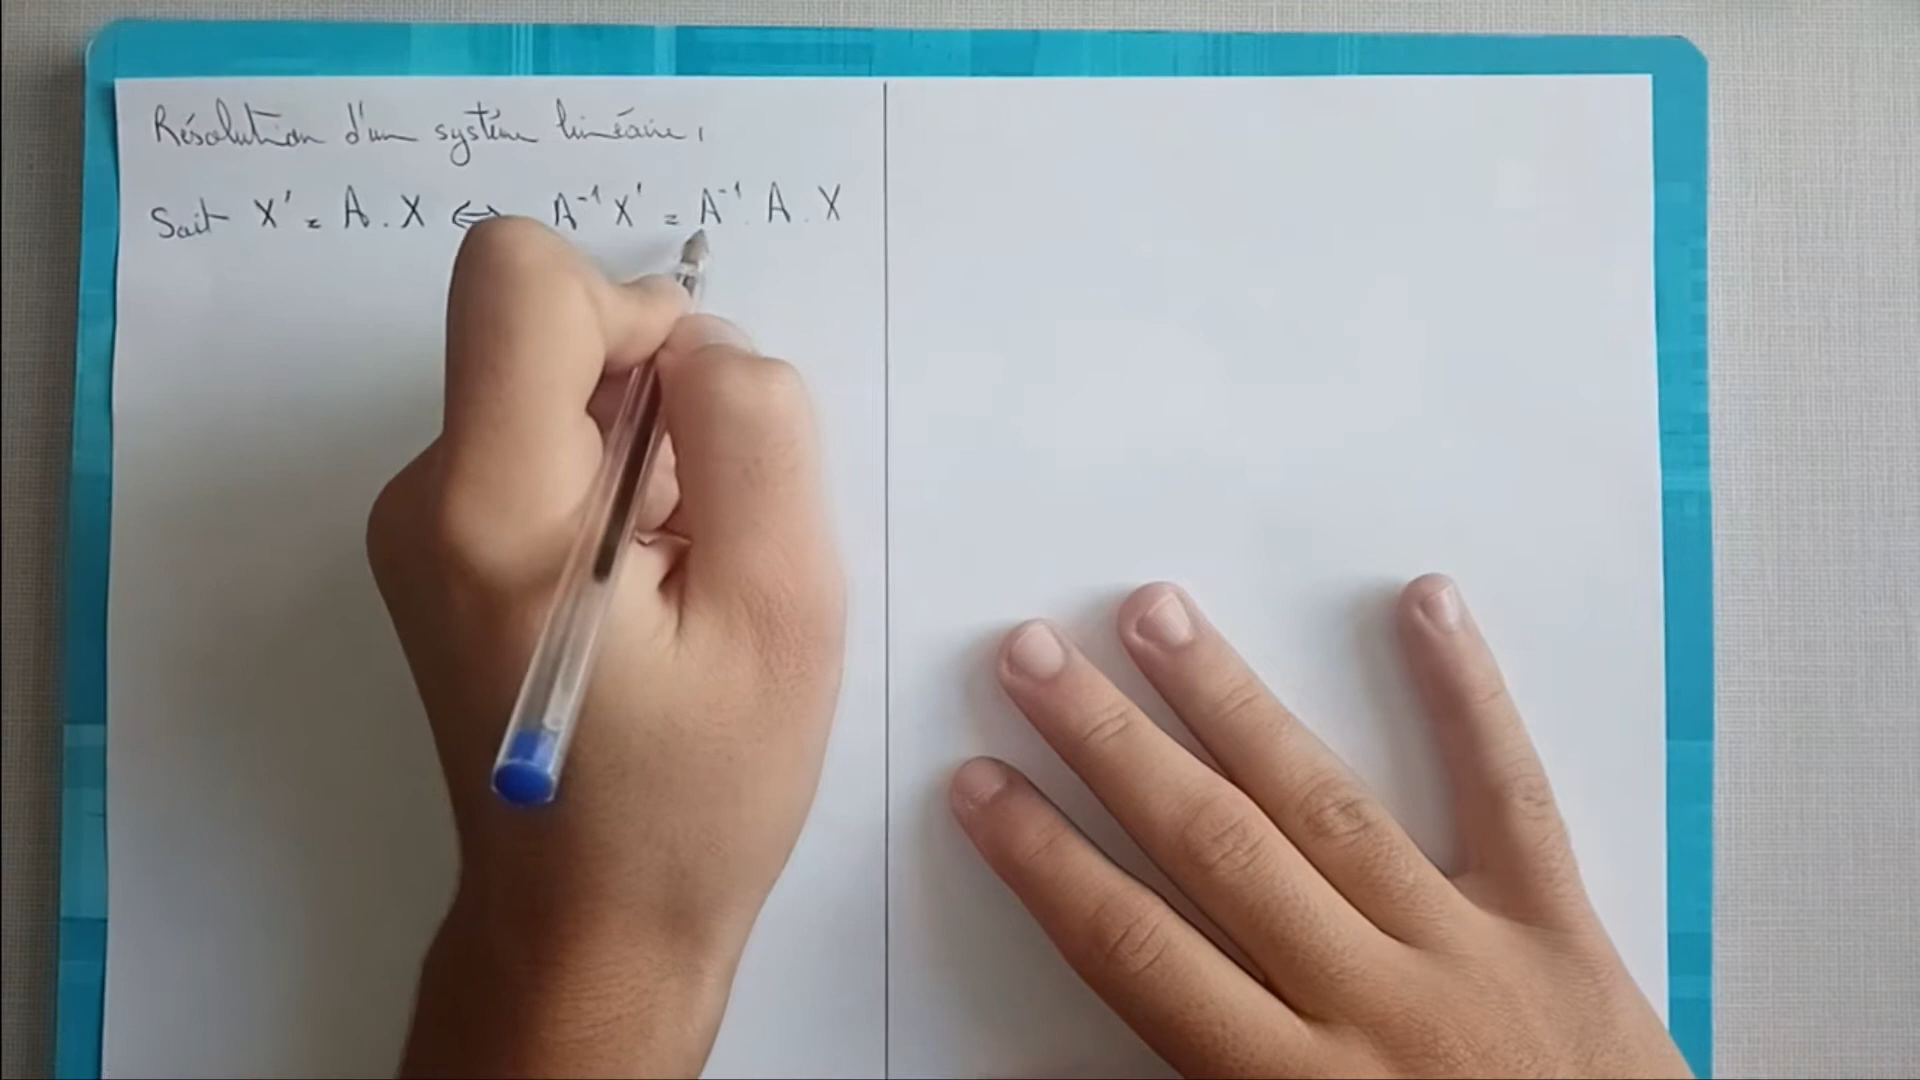 Résolution d'un système linéaire,
Soit X' = A . X ⇔ A⁻¹ X' = A⁻¹ . A . X